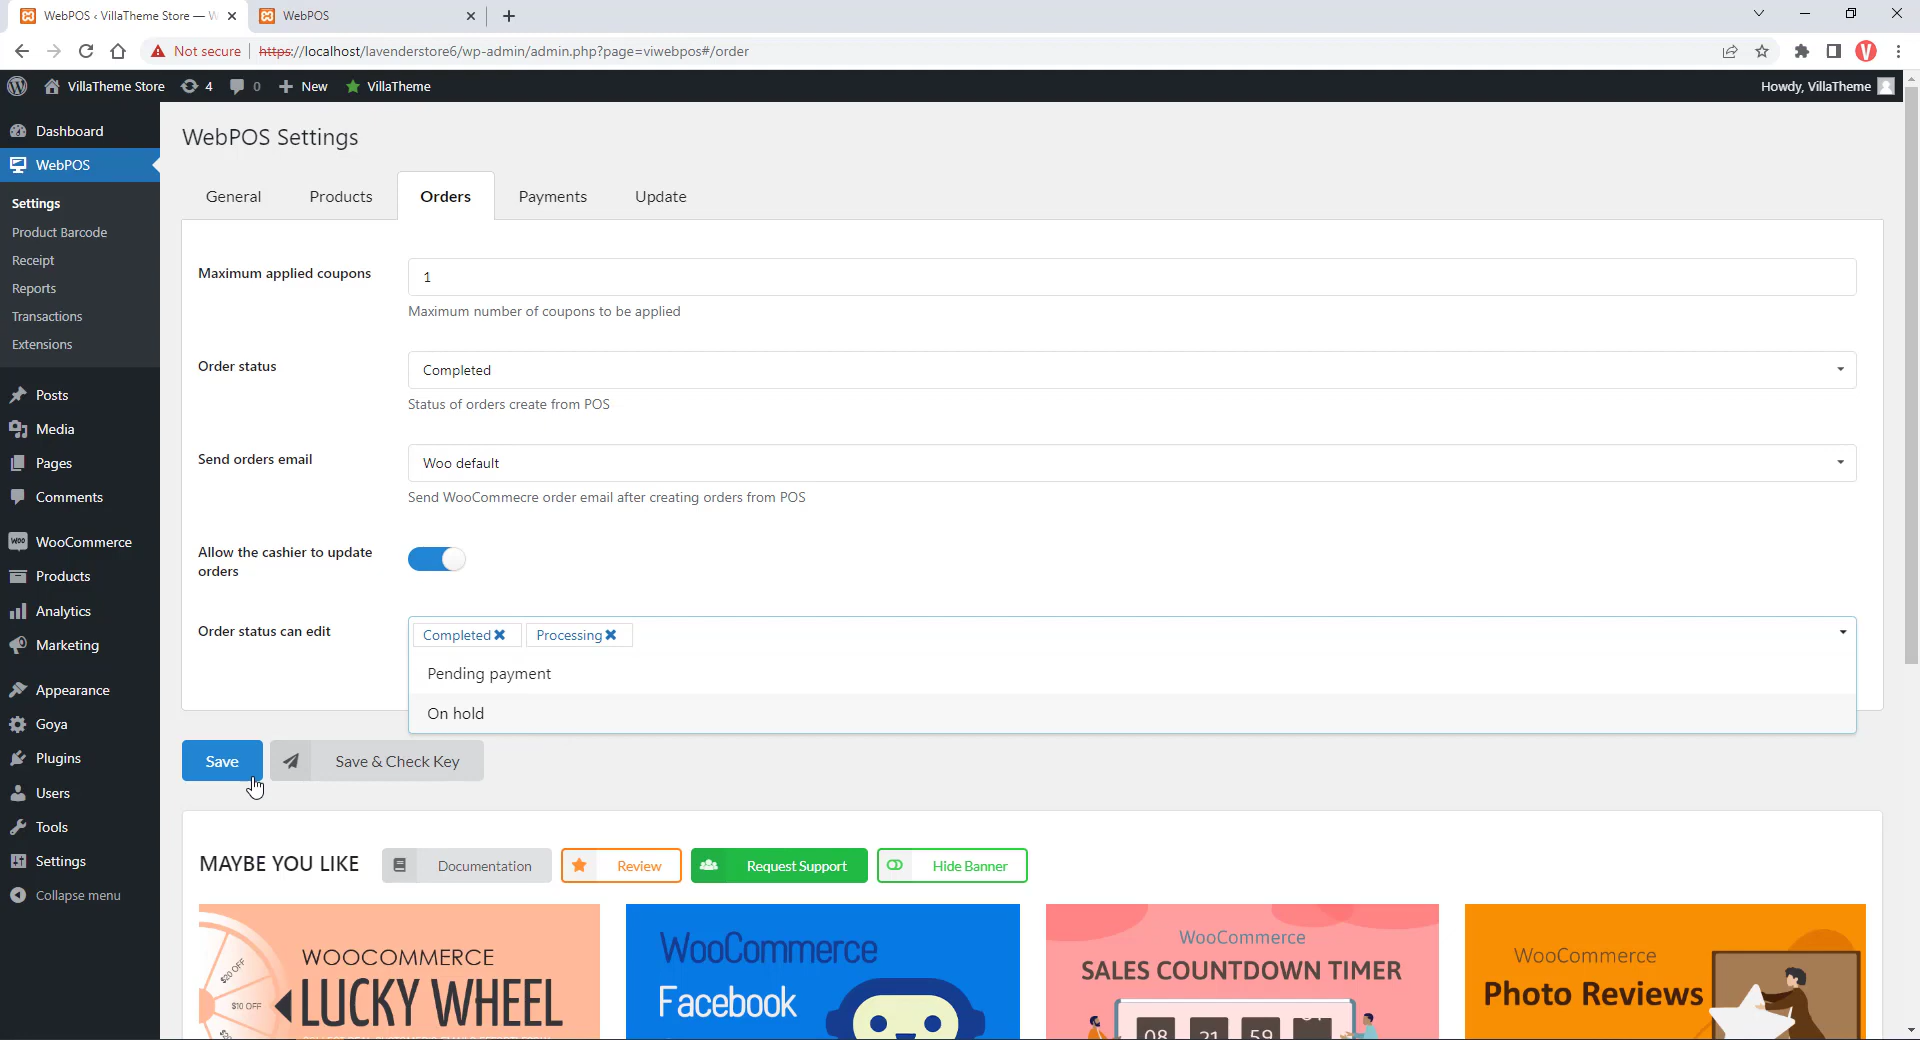 WebPOS ‹ VillaTheme Store — W
WebPOS
Not secure
https://localhost/lavenderstore6/wp-admin/admin.php?page=viwebpos#/order
V
VillaTheme Store
4
0
New
VillaTheme
Howdy, VillaTheme
Dashboard
WebPOS
Settings
Product Barcode
Receipt
Reports
Transactions
Extensions
Posts
Media
Pages
Comments
WooCommerce
Products
Analytics
Marketing
Appearance
Goya
Plugins
Users
Tools
Settings
Collapse menu
WebPOS Settings
General
Products
Orders
Payments
Update
Maximum applied coupons
1
Maximum number of coupons to be applied
Order status
Completed
Status of orders create from POS
Send orders email
Woo default
Send WooCommecre order email after creating orders from POS
Allow the cashier to update
orders
Order status can edit
Completed
Processing
Pending payment
On hold
Save
Save & Check Key
MAYBE YOU LIKE
Documentation
Review
Request Support
Hide Banner
$20 OFF
$10 OFF
WOOCOMMERCE
LUCKY WHEEL
WooCommerce
Facebook
WooCommerce
SALES COUNTDOWN TIMER
08
21
59
WooCommerce
Photo Reviews